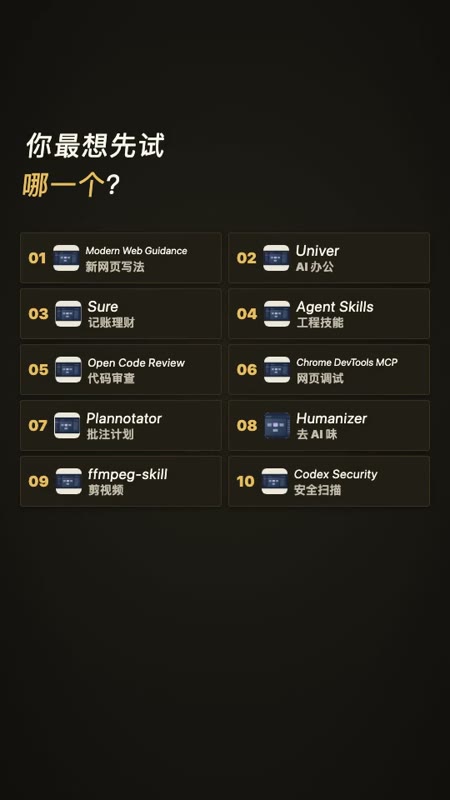 你最想先试
哪一个?
01 Modern Web Guidance
新网页写法
02 Univer
AI 办公
03 Sure
记账理财
04 Agent Skills
工程技能
05 Open Code Review
代码审查
06 Chrome DevTools MCP
网页调试
07 Plannotator
批注计划
08 Humanizer
去 AI 味
09 ffmpeg-skill
剪视频
10 Codex Security
安全扫描